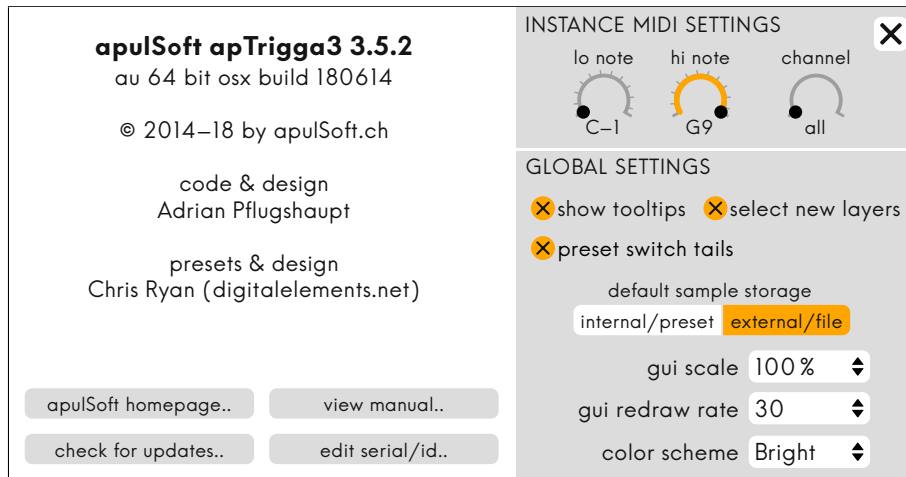 apulSoft apTrigga3 3.5.2
au 64 bit osx build 180614
© 2014–18 by apulSoft.ch
code & design
Adrian Pflugshaupt
presets & design
Chris Ryan (digitalelements.net)
apulSoft homepage..
view manual..
check for updates..
edit serial/id..
INSTANCE MIDI SETTINGS
lo note hi note channel
C–1 G9 all
GLOBAL SETTINGS
show tooltips select new layers
preset switch tails
default sample storage
internal/preset external/file
gui scale 100 %
gui redraw rate 30
color scheme Bright